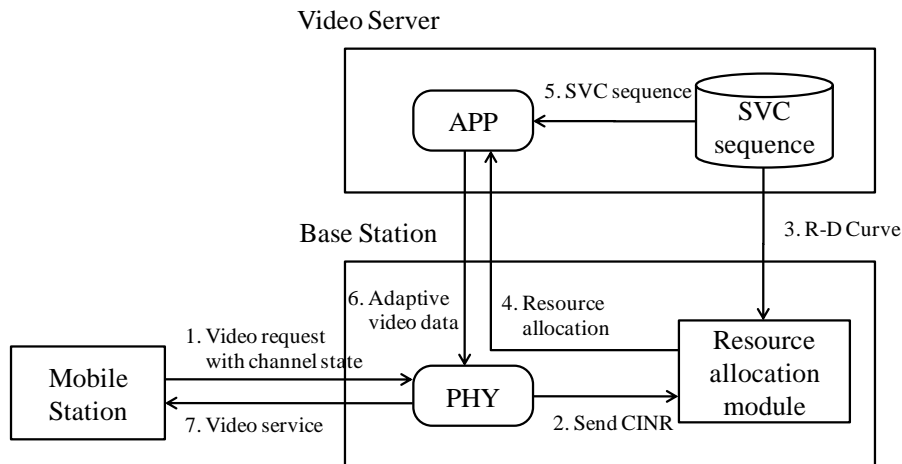 Video Server
5. SVC sequence
APP
SVC
sequence
3. R-D Curve
Base Station
6. Adaptive
video data
4. Resource
allocation
1. Video request
with channel state
Mobile
Station
PHY
Resource
allocation
module
7. Video service
2. Send CINR